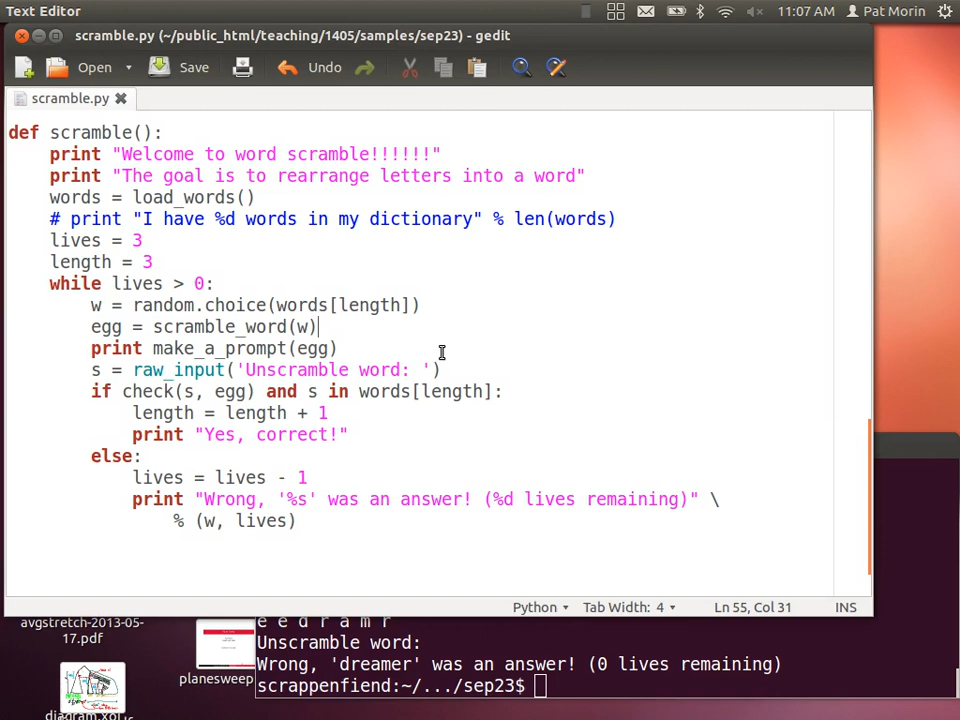 Text Editor
11:07 AM
Pat Morin
scramble.py (~/public_html/teaching/1405/samples/sep23) - gedit
Open
Save
Undo
scramble.py
def scramble():
    print "Welcome to word scramble!!!!!!"
    print "The goal is to rearrange letters into a word"
    words = load_words()
    # print "I have %d words in my dictionary" % len(words)
    lives = 3
    length = 3
    while lives > 0:
        w = random.choice(words[length])
        egg = scramble_word(w)
        print make_a_prompt(egg)
        s = raw_input('Unscramble word: ')
        if check(s, egg) and s in words[length]:
            length = length + 1
            print "Yes, correct!"
        else:
            lives = lives - 1
            print "Wrong, '%s' was an answer! (%d lives remaining)" \
                % (w, lives)
Python
Tab Width: 4
Ln 55, Col 31
INS
avgstretch-2013-05-
17.pdf
planesweep
e e d r a m r
Unscramble word:
Wrong, 'dreamer' was an answer! (0 lives remaining)
scrappenfiend:~/.../sep23$